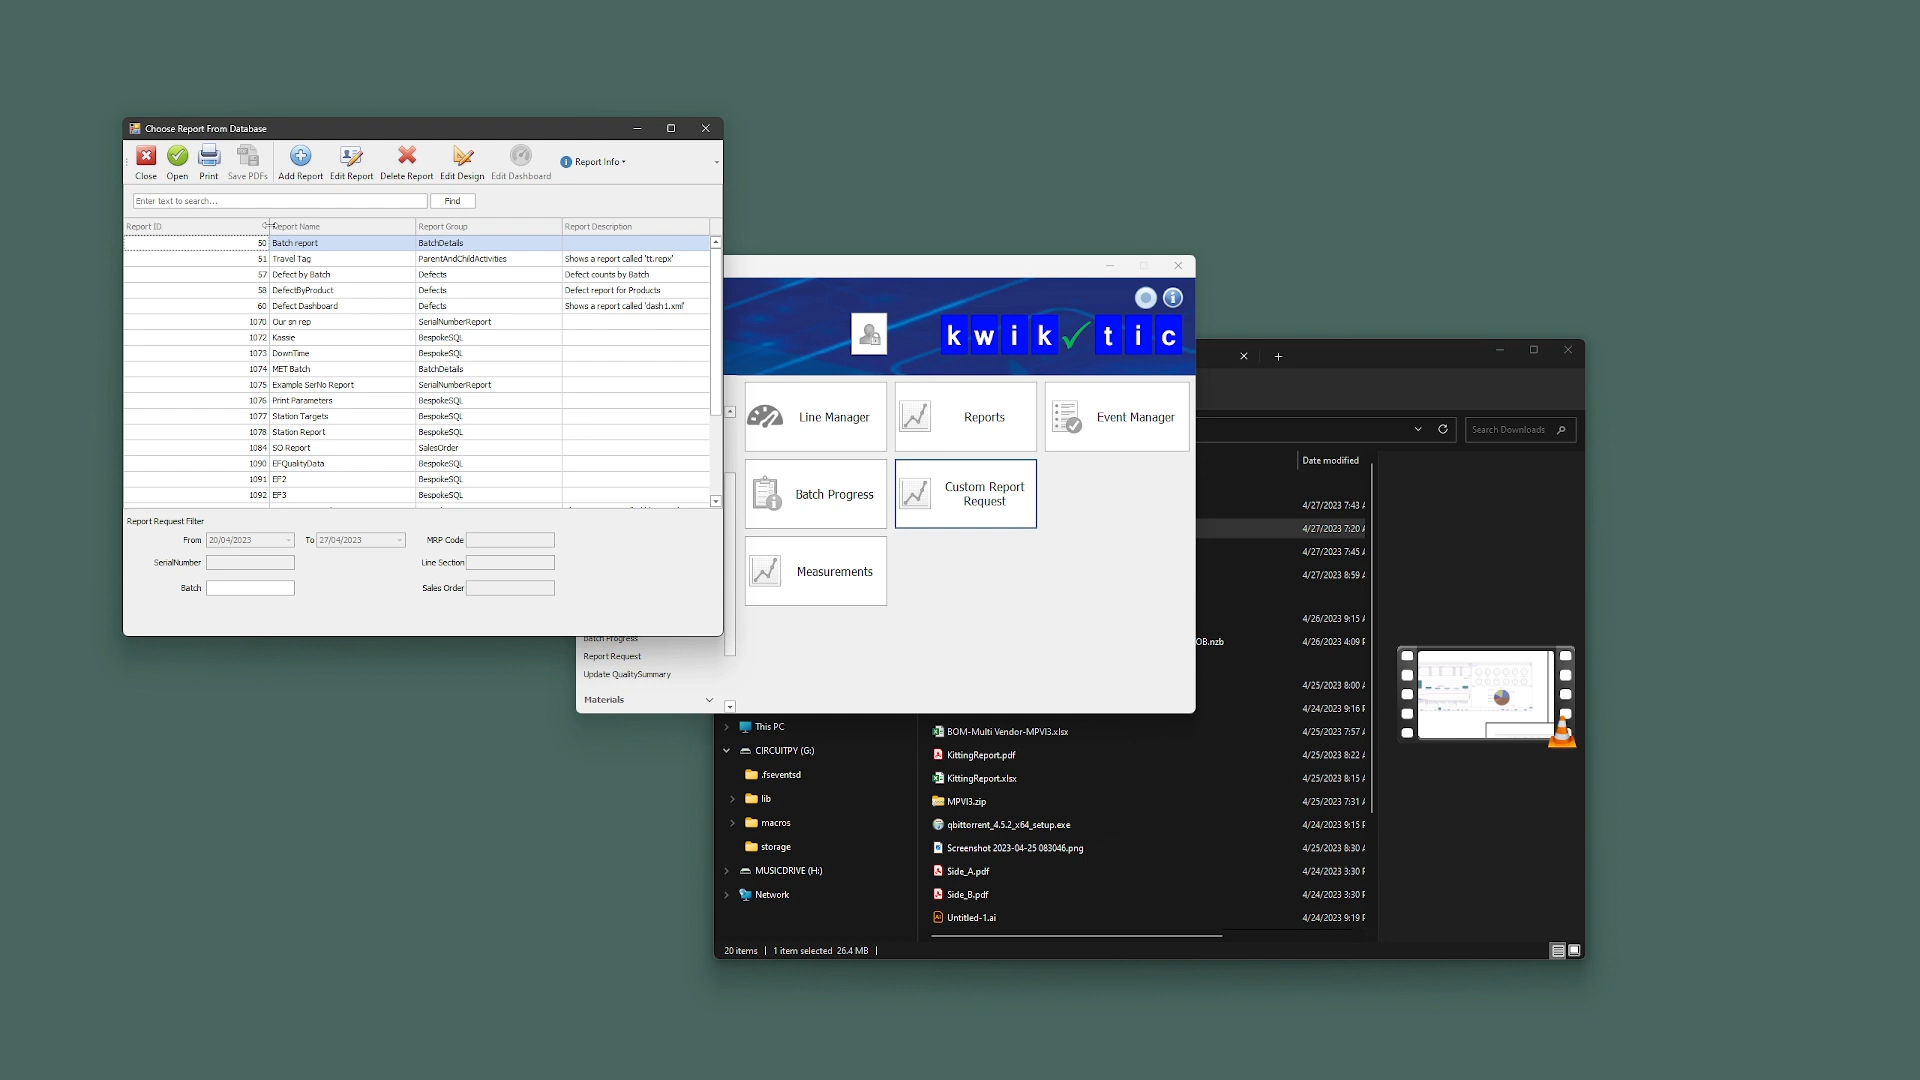 Choose Report From Database
Close Open Print Save PDFs Add Report Edit Report Delete Report Edit Design Edit Dashboard Report Info
Enter text to search... Find
Report ID Report Name Report Group Report Description
50 Batch report BatchDetails
51 Travel Tag ParentAndChildActivities Shows a report called 'tt.repx'
57 Defect by Batch Defects Defect counts by Batch
58 DefectByProduct Defects Defect report for Products
60 Defect Dashboard Defects Shows a report called 'dash1.xml'
1070 Our sn rep SerialNumberReport
1072 Kassie BespokeSQL
1073 DownTime BespokeSQL
1074 MET Batch BatchDetails
1075 Example SerNo Report SerialNumberReport
1076 Print Parameters BespokeSQL
1077 Station Targets BespokeSQL
1078 Station Report BespokeSQL
1084 SO Report SalesOrder
1090 EFQualityData BespokeSQL
1091 EF2 BespokeSQL
1092 EF3 BespokeSQL
Report Request Filter
From 20/04/2023 To 27/04/2023 MRP Code
SerialNumber Line Section
Batch Sales Order
kwik tic
Line Manager Reports Event Manager
Batch Progress Custom Report
Request
Measurements
Batch Progress
Report Request
Update QualitySummary
Materials
Search Downloads
Date modified
4/27/2023 7:43
4/27/2023 7:20
4/27/2023 7:45
4/27/2023 8:59
4/26/2023 9:15
OB.nzb 4/26/2023 4:09
4/25/2023 8:00
4/24/2023 9:16
This PC
CIRCUITPY (G:)
.fseventsd
lib
macros
storage
MUSICDRIVE (H:)
Network
BOM-Multi Vendor-MPVI3.xlsx 4/25/2023 7:57
KittingReport.pdf 4/25/2023 8:22
KittingReport.xlsx 4/25/2023 8:15
MPVI3.zip 4/25/2023 7:31
qbittorrent_4.5.2_x64_setup.exe 4/24/2023 9:15
Screenshot 2023-04-25 083046.png 4/25/2023 8:30
Side_A.pdf 4/24/2023 3:30
Side_B.pdf 4/24/2023 3:30
Untitled-1.ai 4/24/2023 9:19
20 items 1 item selected 26.4 MB